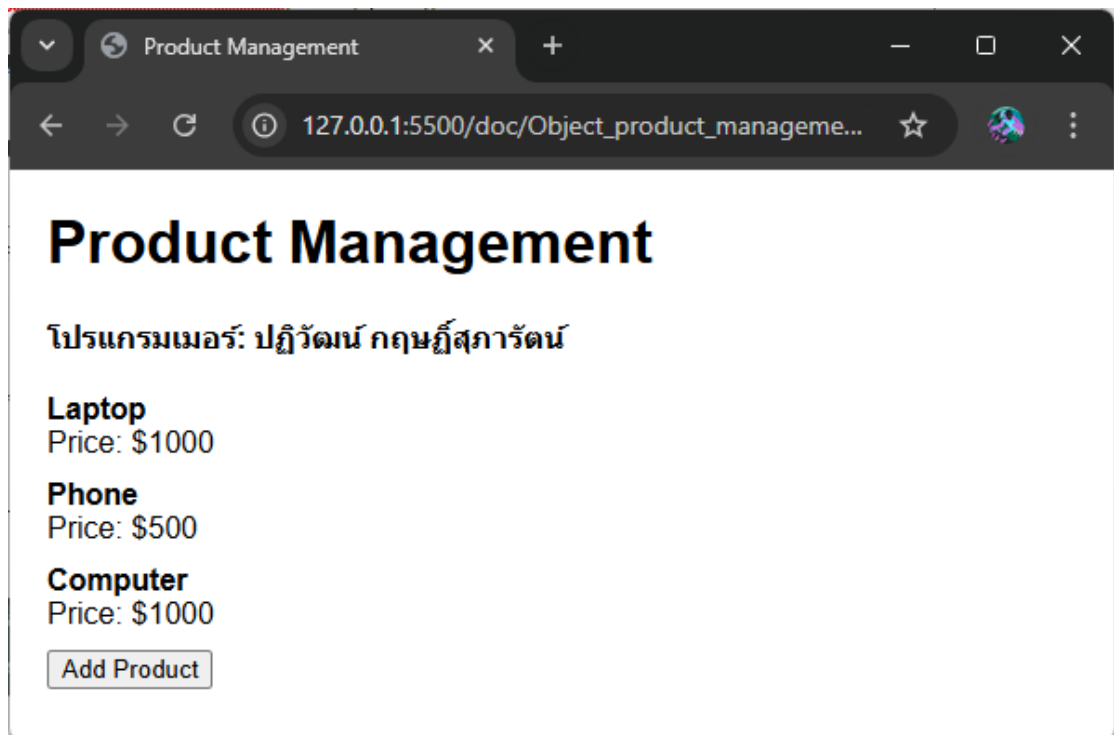 Product Management
127.0.0.1:5500/doc/Object_product_manageme...
Product Management
โปรแกรมเมอร์: ปฏิวัฒน์ กฤษฏิ์สุภารัตน์
Laptop
Price: $1000
Phone
Price: $500
Computer
Price: $1000
Add Product